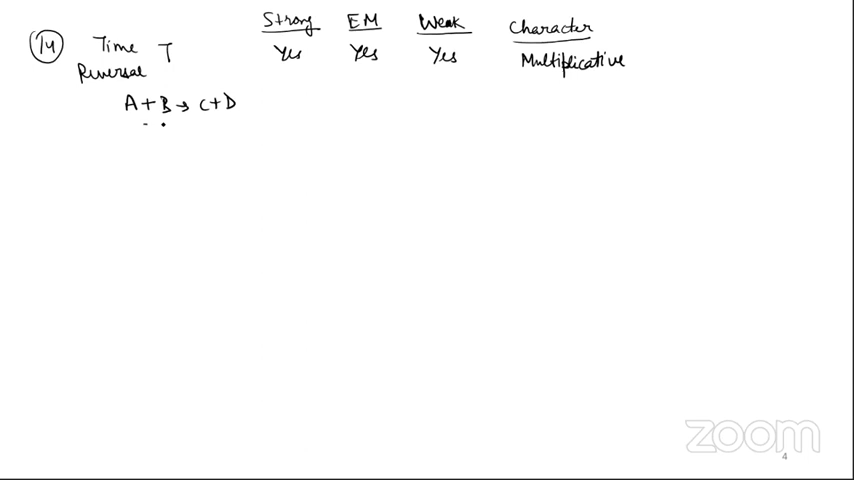 Strong EM Weak Character
14 Time Reversal T Yes Yes Yes Multiplicative
A + B → C + D
zoom
4